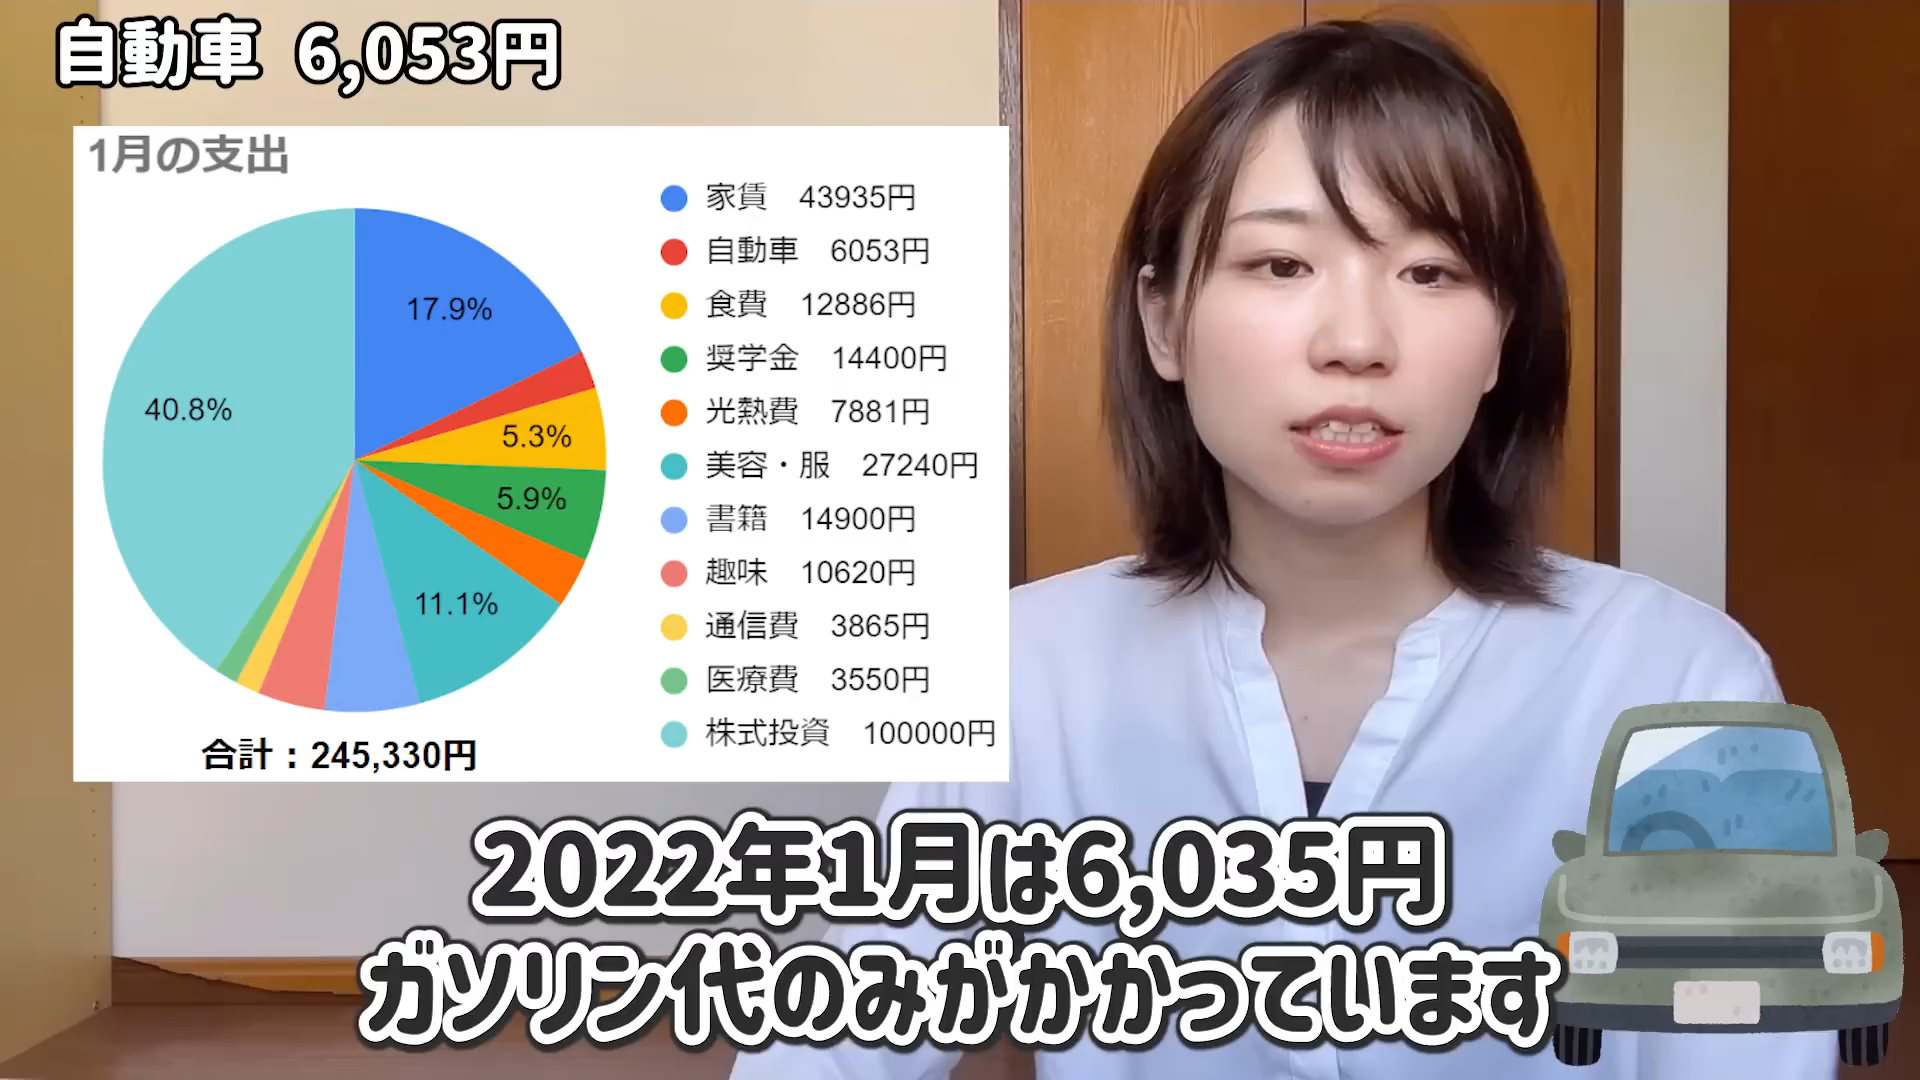 自動車 6,053円
1月の支出
17.9%
5.3%
5.9%
11.1%
40.8%
家賃 43935円
自動車 6053円
食費 12886円
奨学金 14400円
光熱費 7881円
美容・服 27240円
書籍 14900円
趣味 10620円
通信費 3865円
医療費 3550円
株式投資 100000円
合計：245,330円
2022年1月は6,035円
ガソリン代のみがかかっています